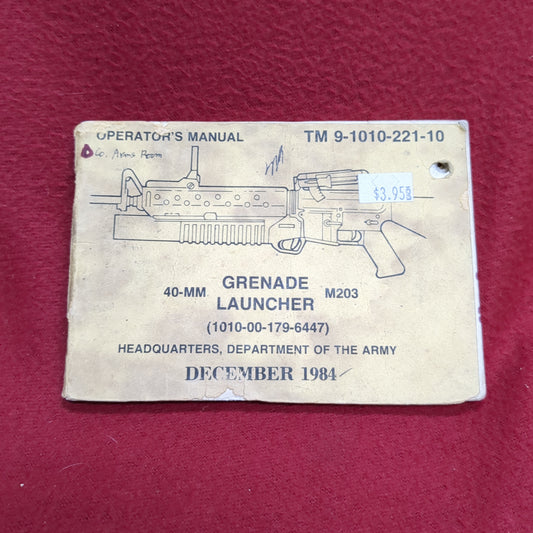 OPERATOR'S MANUAL TM 9-1010-221-10
Co. Arms Room
$3.95
40-MM GRENADE LAUNCHER M203
(1010-00-179-6447)
HEADQUARTERS, DEPARTMENT OF THE ARMY
DECEMBER 1984